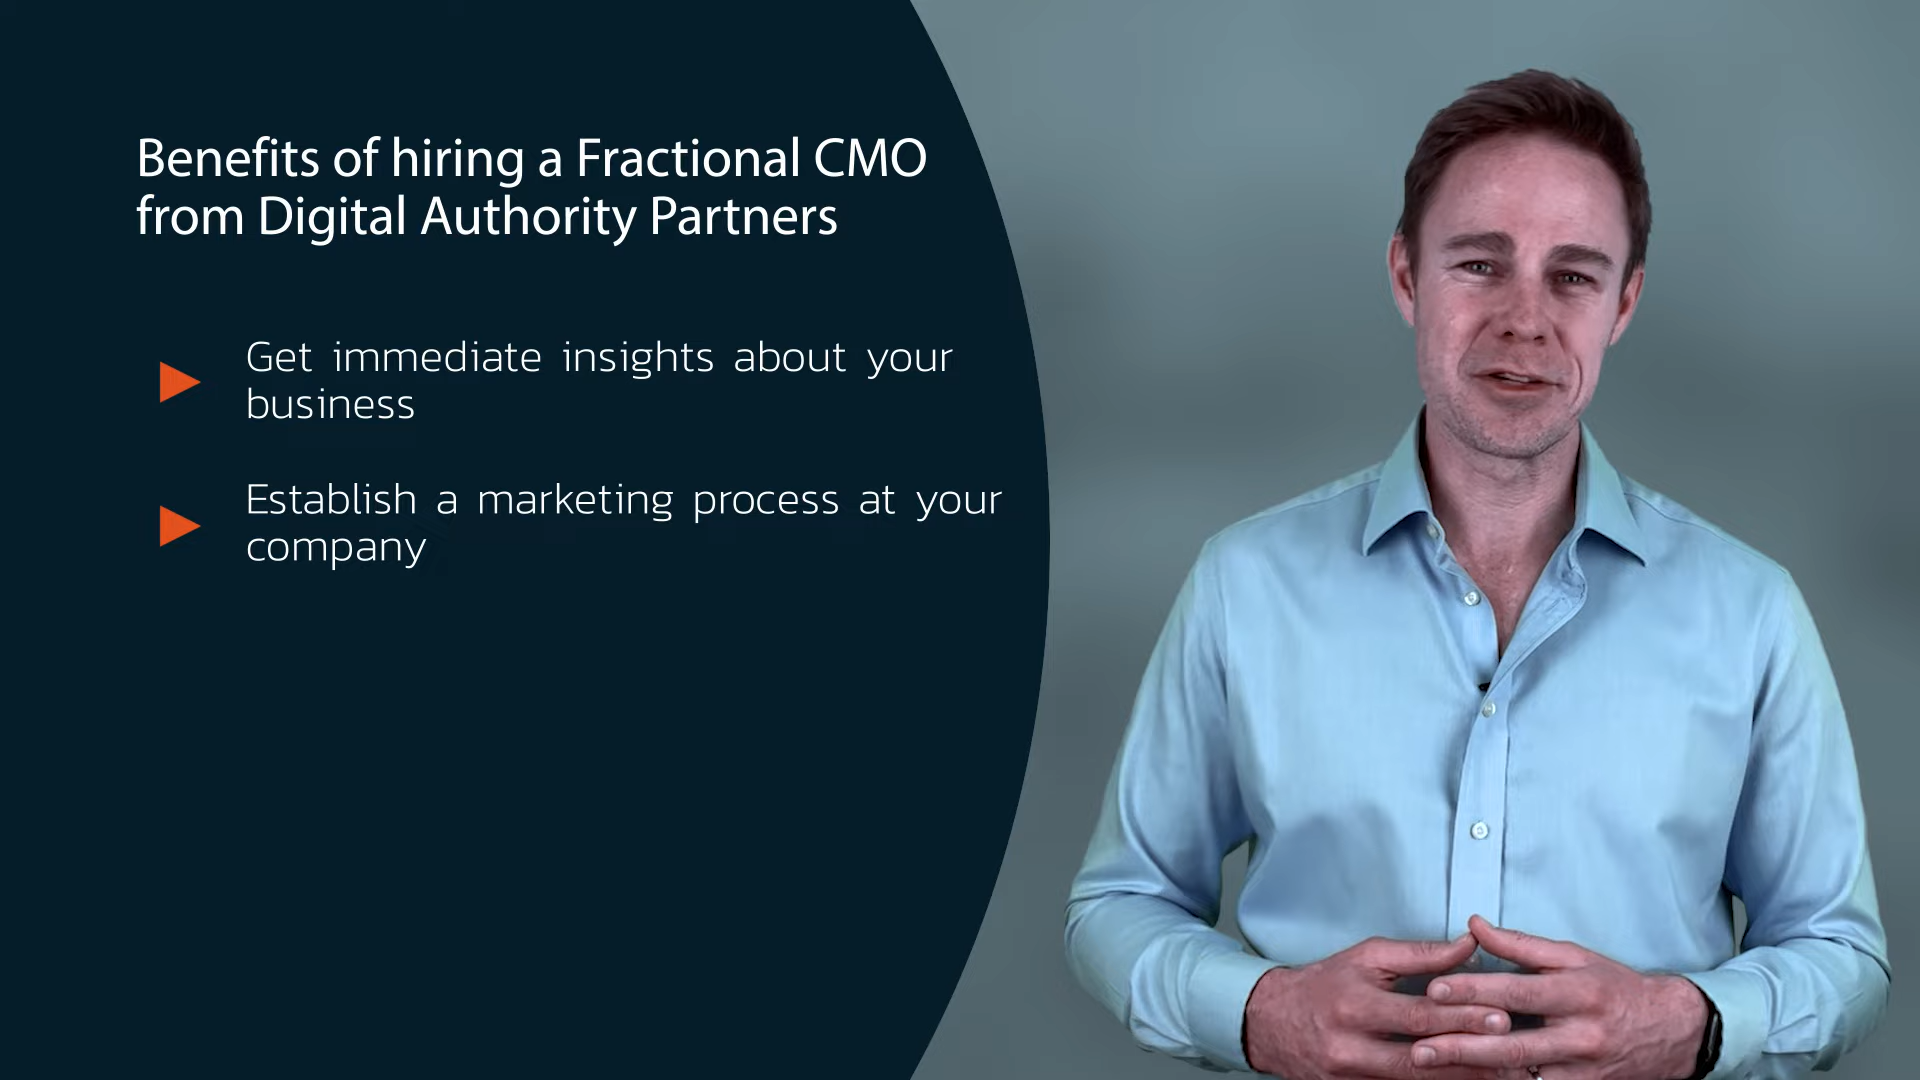 Benefits of hiring a Fractional CMO
from Digital Authority Partners
Get immediate insights about your
business
Establish a marketing process at your
company